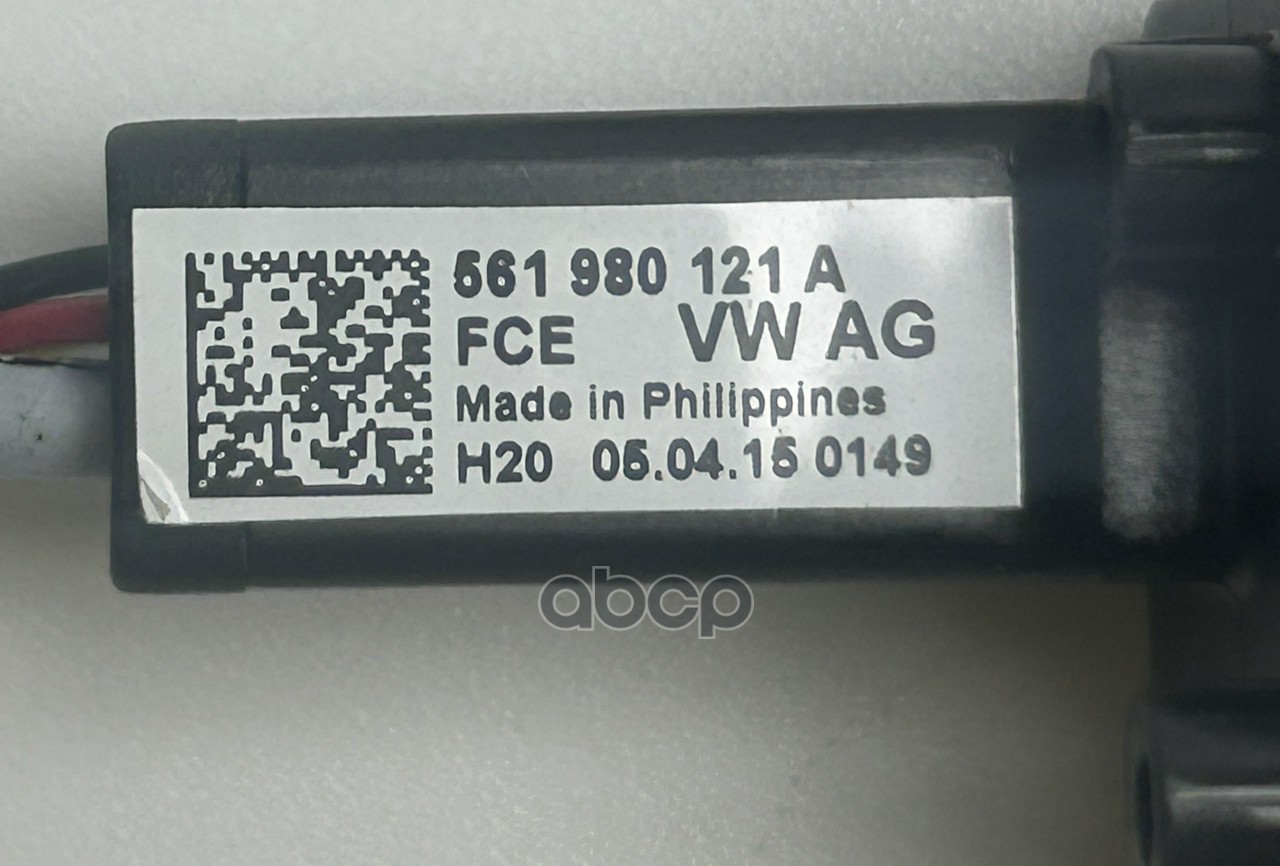 561 980 121 A
FCE VW AG
Made in Philippines
H20 05.04.15 0149
abcp